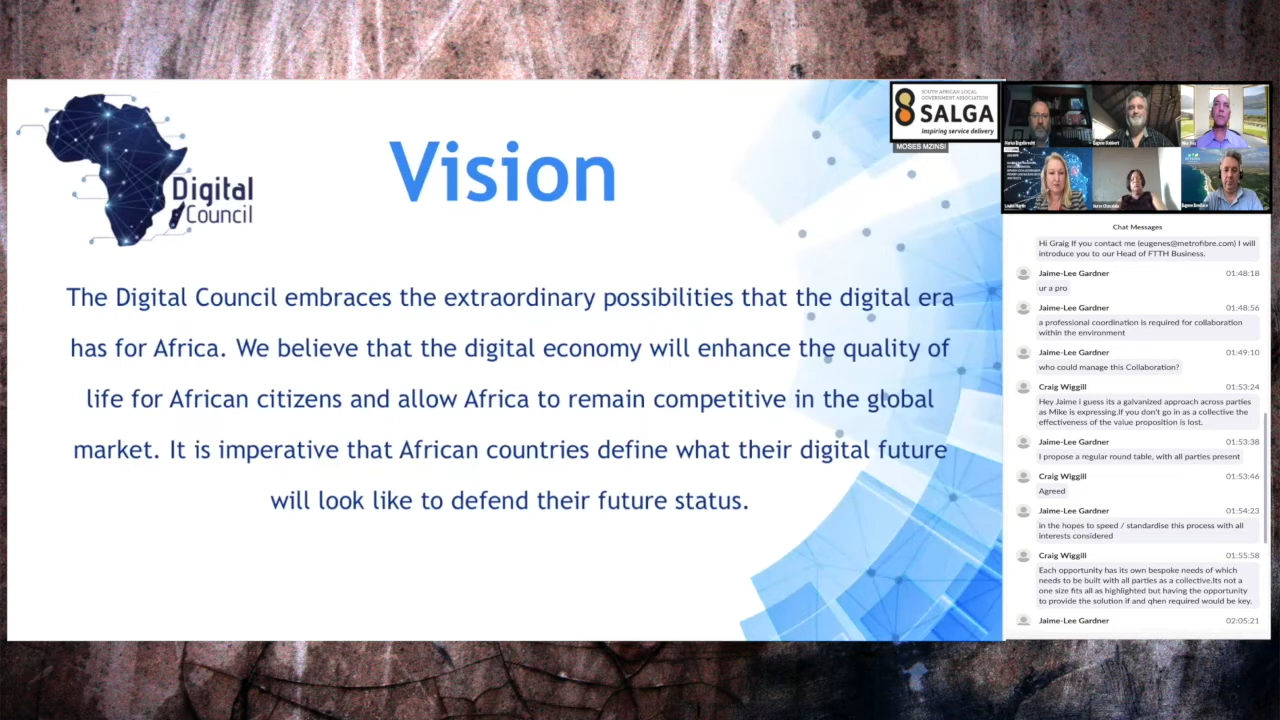 Digital
Council
Vision
SOUTH AFRICAN LOCAL
GOVERNMENT ASSOCIATION
SALGA
Inspiring service delivery
MOSES MZINSI
The Digital Council embraces the extraordinary possibilities that the digital era
has for Africa. We believe that the digital economy will enhance the quality of
life for African citizens and allow Africa to remain competitive in the global
market. It is imperative that African countries define what their digital future
will look like to defend their future status.
Chat Messages
Hi Graig If you contact me (eugenes@metrofibre.com) I will
introduce you to our Head of FTTH Business.
Jaime-Lee Gardner 01:48:18
ur a pro
Jaime-Lee Gardner 01:48:56
a professional coordination is required for collaboration
within the environment
Jaime-Lee Gardner 01:49:10
who could manage this Collaboration?
Craig Wiggill 01:53:24
Hey Jaime i guess its a galvanized approach across parties
as Mike is expressing.If you don't go in as a collective the
effectiveness of the value proposition is lost.
Jaime-Lee Gardner 01:53:38
I propose a regular round table, with all parties present
Craig Wiggill 01:53:46
Agreed
Jaime-Lee Gardner 01:54:23
in the hopes to speed / standardise this process with all
interests considered
Craig Wiggill 01:55:58
Each opportunity has its own bespoke needs of which
needs to be built with all parties as a collective.Its not a
one size fits all as highlighted but having the opportunity
to provide the solution if and qhen required would be key.
Jaime-Lee Gardner 02:05:21